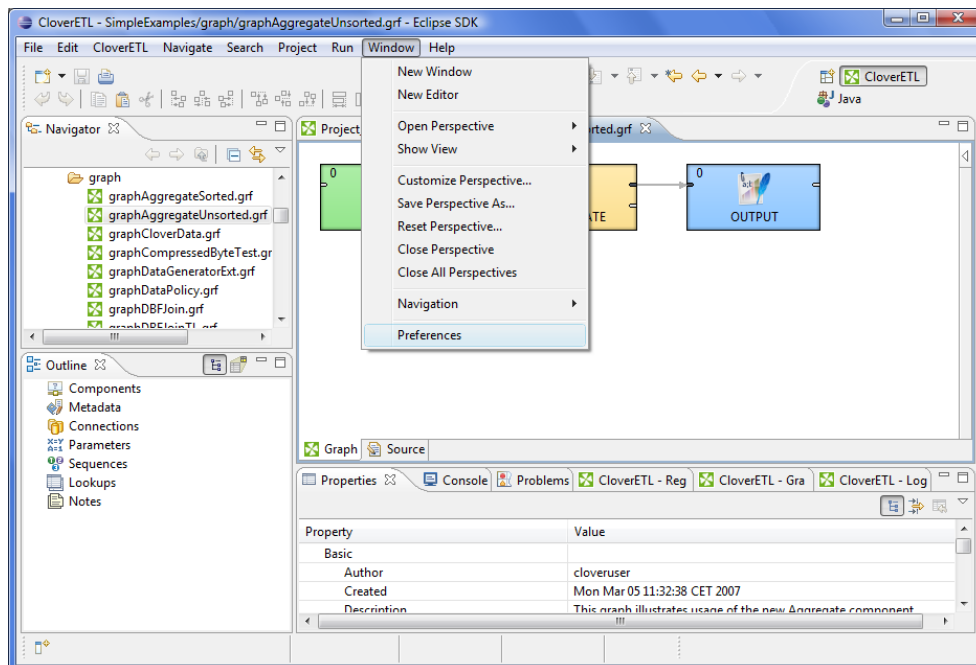 CloverETL - SimpleExamples/graph/graphAggregateUnsorted.grf - Eclipse SDK
File Edit CloverETL Navigate Search Project Run Window Help
New Window
New Editor
Open Perspective
Show View
Customize Perspective...
Save Perspective As...
Reset Perspective...
Close Perspective
Close All Perspectives
Navigation
Preferences
CloverETL
Java
Navigator
graph
graphAggregateSorted.grf
graphAggregateUnsorted.grf
graphCloverData.grf
graphCompressedByteTest.gr
graphDataGeneratorExt.grf
graphDataPolicy.grf
graphDBFJoin.grf
Project
rted.grf
0
ATE
0
OUTPUT
Outline
Components
Metadata
Connections
X=Y
A=1
Parameters
Sequences
Lookups
Notes
Graph Source
Properties Console Problems CloverETL - Reg CloverETL - Gra CloverETL - Log
Property Value
Basic
Author cloveruser
Created Mon Mar 05 11:32:38 CET 2007
Description This graph illustrates usage of the new Aggregate component